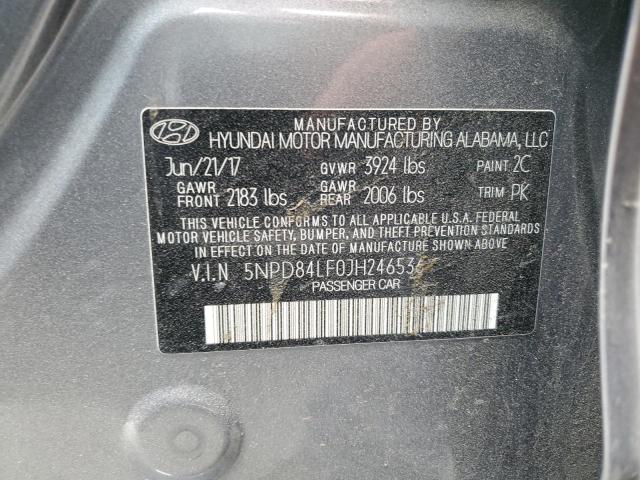 MANUFACTURED BY
HYUNDAI MOTOR MANUFACTURING ALABAMA, LLC
Jun/21/17 GVWR 3924 lbs PAINT 2C
GAWR FRONT 2183 lbs GAWR REAR 2006 lbs TRIM PK
THIS VEHICLE CONFORMS TO ALL APPLICABLE U.S.A. FEDERAL
MOTOR VEHICLE SAFETY, BUMPER, AND THEFT PREVENTION STANDARDS
IN EFFECT ON THE DATE OF MANUFACTURE SHOWN ABOVE.
V.I.N 5NPD84LF0JH246534
PASSENGER CAR